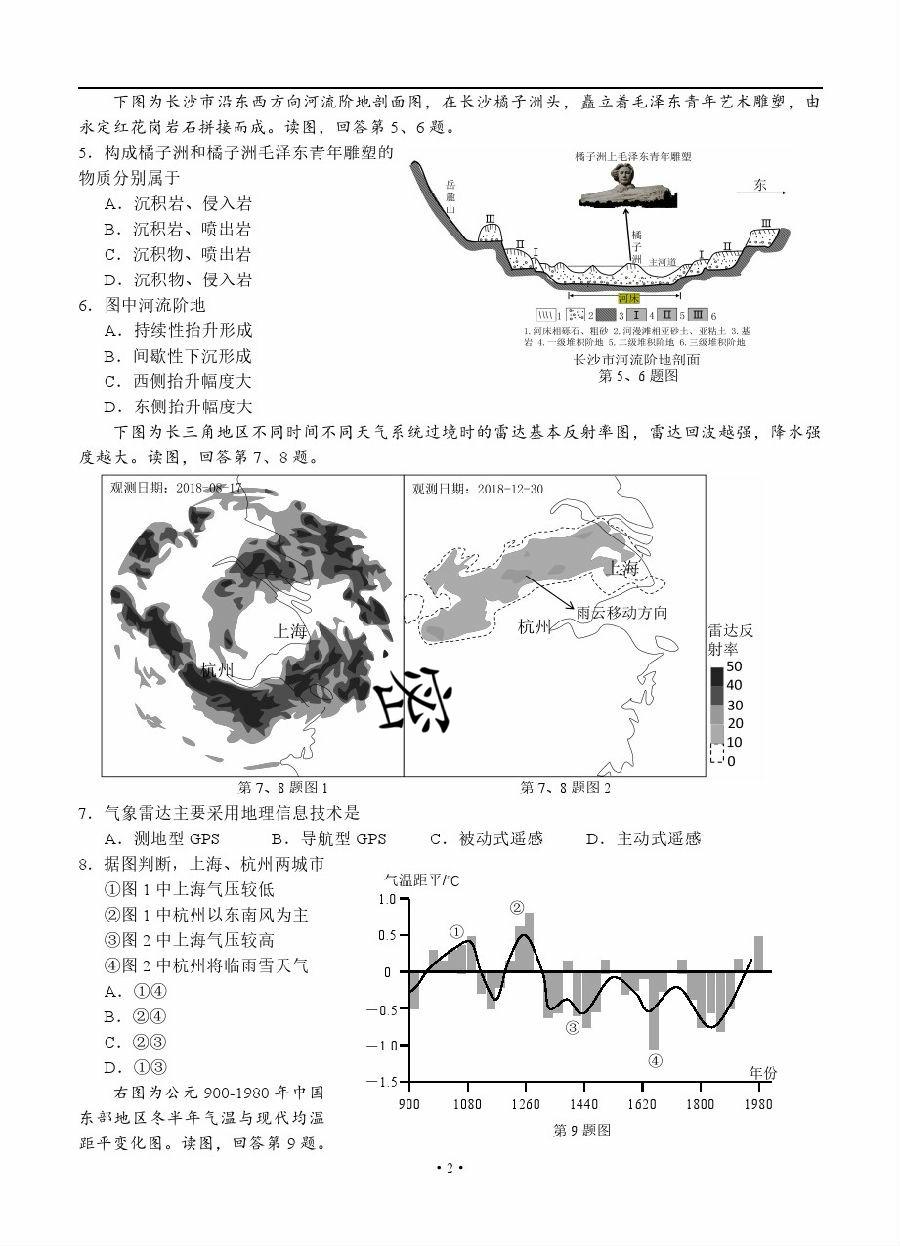 下图为长沙市沿东西方向河流阶地剖面图，在长沙橘子洲头，矗立着毛泽东青年艺术雕塑，由
永定红花岗岩石拼接而成。读图，回答第 5、6 题。
5．构成橘子洲和橘子洲毛泽东青年雕塑的
物质分别属于
A．沉积岩、侵入岩
B．沉积岩、喷出岩
C．沉积物、喷出岩
D．沉积物、侵入岩
6．图中河流阶地
A．持续性抬升形成
B．间歇性下沉形成
C．西侧抬升幅度大
D．东侧抬升幅度大
橘子洲上毛泽东青年雕塑
岳麓山
东
Ⅲ
Ⅱ
I
橘子洲
主河道
I
Ⅱ
Ⅲ
河床
1 2 3 I 4 Ⅱ 5 Ⅲ 6
1.河床相砾石、粗砂 2.河漫滩相亚砂土、亚粘土 3.基
岩 4.一级堆积阶地 5.二级堆积阶地 6.三级堆积阶地
长沙市河流阶地剖面
第 5、6 题图
下图为长三角地区不同时间不同天气系统过境时的雷达基本反射率图，雷达回波越强，降水强
度越大。读图，回答第 7、8 题。
观测日期：2018-08-17
上海
杭州
观测日期：2018-12-30
上海
雨云移动方向
杭州
密
雷达反
射率
50
40
30
20
10
0
第 7、8 题图 1
第 7、8 题图 2
7．气象雷达主要采用地理信息技术是
A．测地型 GPS B．导航型 GPS C．被动式遥感 D．主动式遥感
8．据图判断，上海、杭州两城市
①图 1 中上海气压较低
②图 1 中杭州以东南风为主
③图 2 中上海气压较高
④图 2 中杭州将临雨雪天气
A．①④
B．②④
C．②③
D．①③
右图为公元 900-1980 年中国
东部地区冬半年气温与现代均温
距平变化图。读图，回答第 9 题。
气温距平/℃
1.0
0.5
0
－0.5
－1.0
－1.5
①
②
③
④
年份
900 1080 1260 1440 1620 1800 1980
第 9 题图
· 2 ·